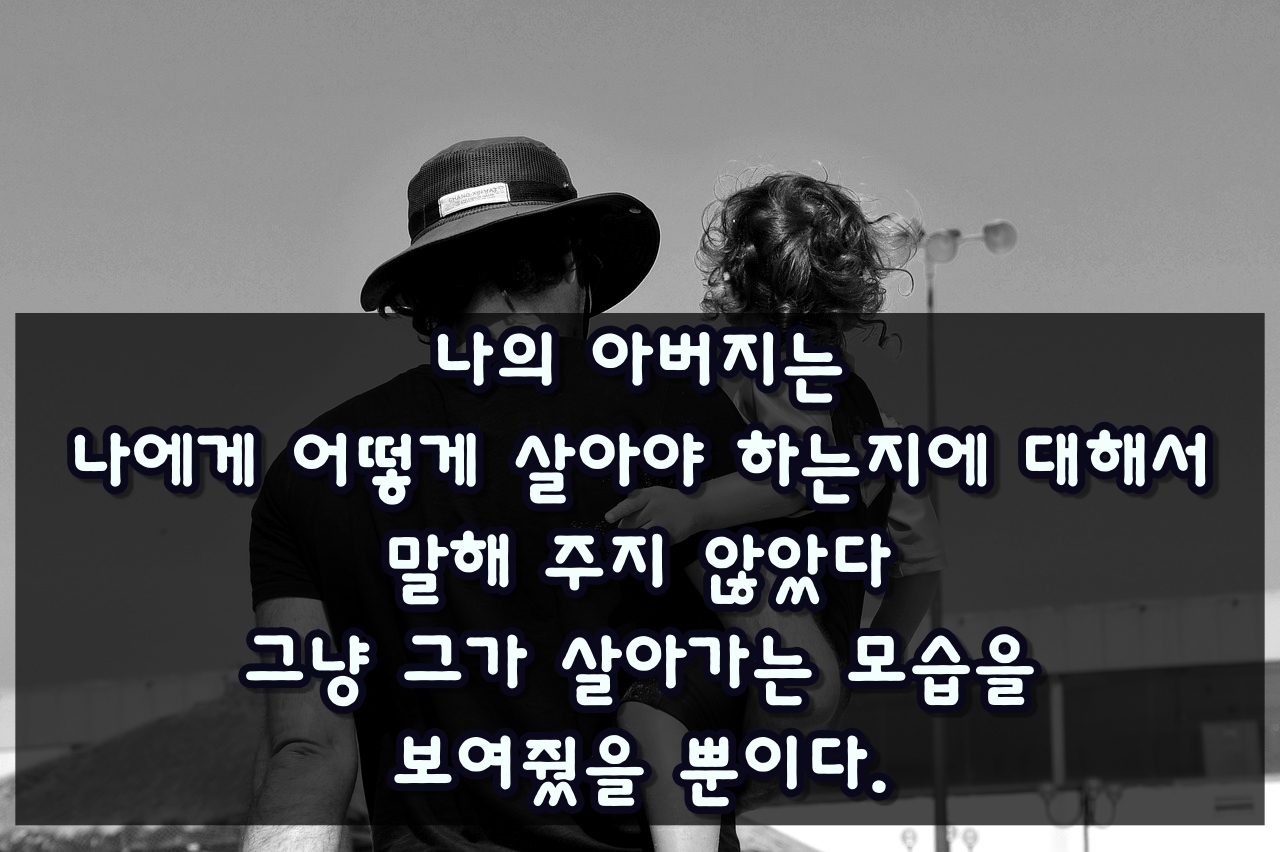 나의 아버지는
나에게 어떻게 살아야 하는지에 대해서
말해 주지 않았다
그냥 그가 살아가는 모습을
보여줬을 뿐이다.